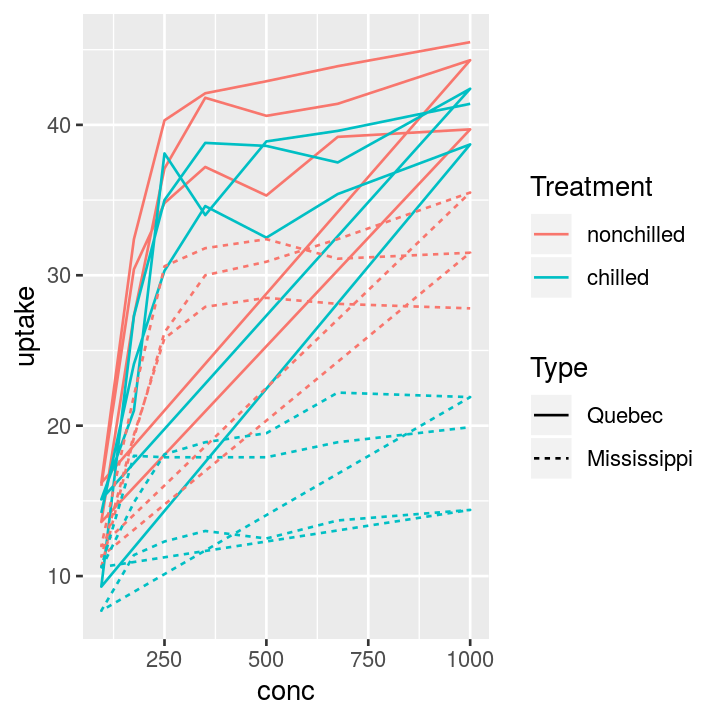 40
30
20
10
uptake
250 500 750 1000
conc
Treatment
nonchilled
chilled
Type
Quebec
Mississippi